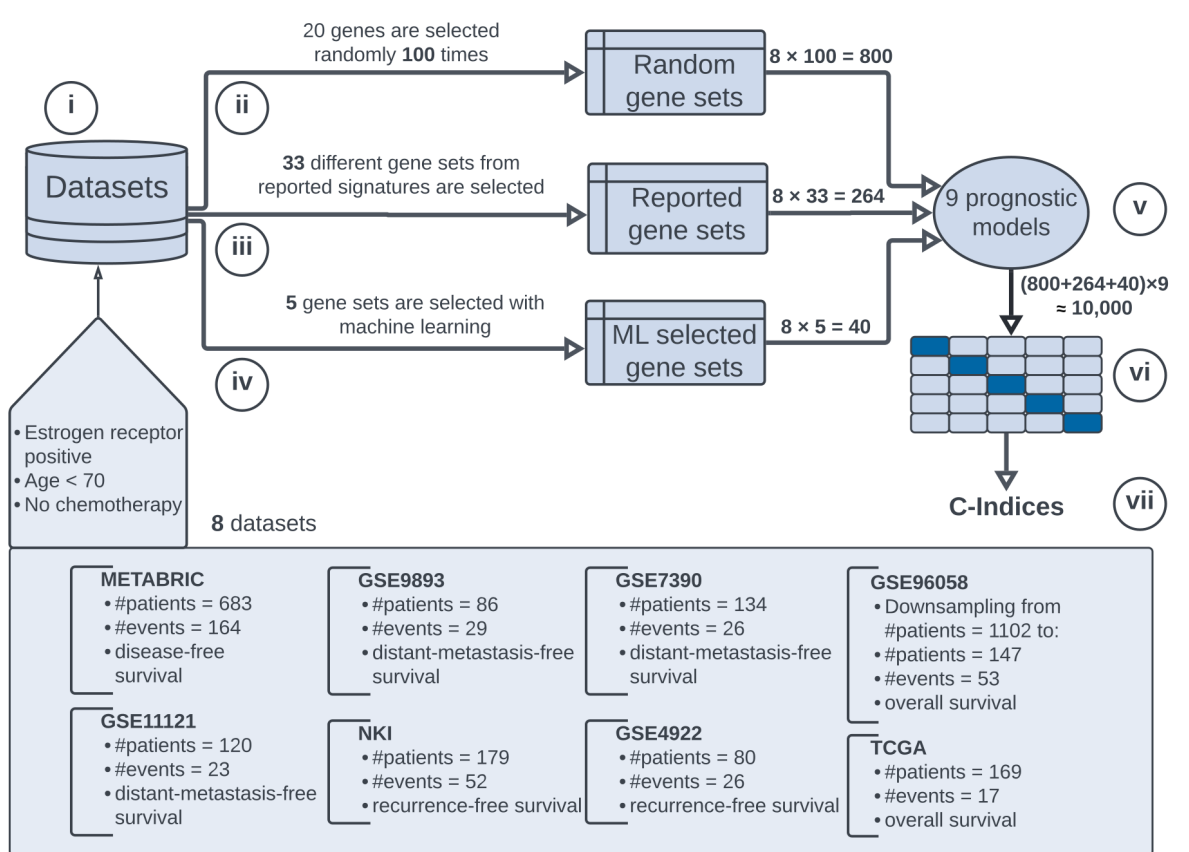 i
Datasets
ii
20 genes are selected
randomly 100 times
Random
gene sets
8 × 100 = 800
iii
33 different gene sets from
reported signatures are selected
Reported
gene sets
8 × 33 = 264
iv
5 gene sets are selected with
machine learning
ML selected
gene sets
8 × 5 = 40
9 prognostic
models
v
(800+264+40)×9
≈ 10,000
vi
C-Indices
vii
• Estrogen receptor
positive
• Age < 70
• No chemotherapy
8 datasets
METABRIC
• #patients = 683
• #events = 164
• disease-free
survival
GSE9893
• #patients = 86
• #events = 29
• distant-metastasis-free
survival
GSE7390
• #patients = 134
• #events = 26
• distant-metastasis-free
survival
GSE96058
• Downsampling from
#patients = 1102 to:
• #patients = 147
• #events = 53
• overall survival
GSE11121
• #patients = 120
• #events = 23
• distant-metastasis-free
survival
NKI
• #patients = 179
• #events = 52
• recurrence-free survival
GSE4922
• #patients = 80
• #events = 26
• recurrence-free survival
TCGA
• #patients = 169
• #events = 17
• overall survival